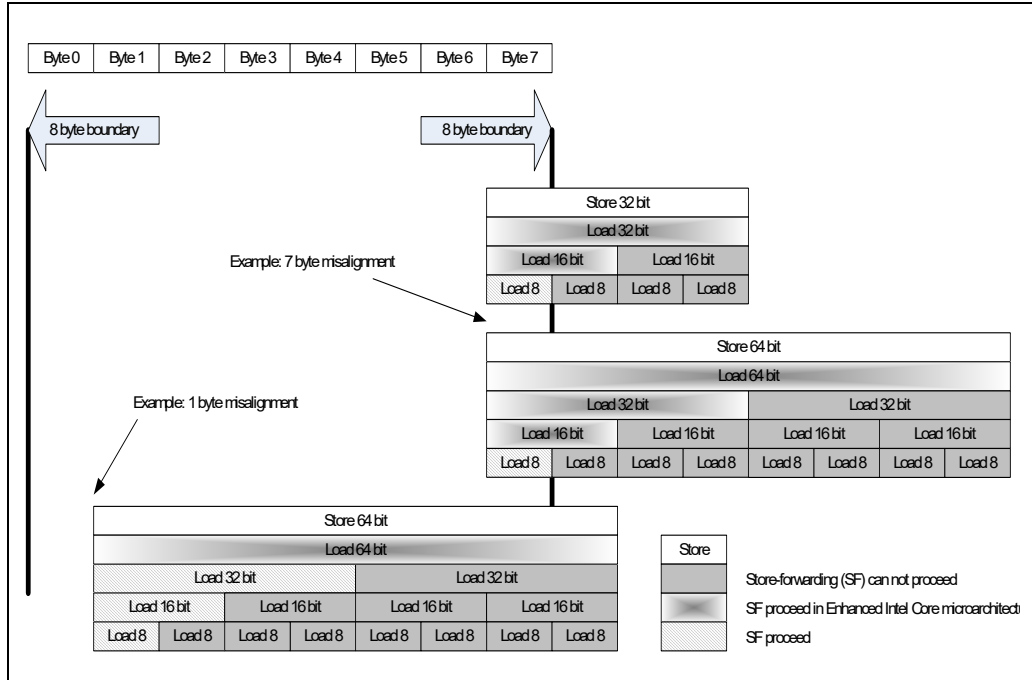 Byte 0 Byte 1 Byte 2 Byte 3 Byte 4 Byte 5 Byte 6 Byte 7
8 byte boundary 8 byte boundary
Store 32 bit
Load 32 bit
Example: 7 byte misalignment
Load 16 bit Load 16 bit
Load 8 Load 8 Load 8 Load 8
Store 64 bit
Load 64 bit
Example: 1 byte misalignment
Load 32 bit Load 32 bit
Load 16 bit Load 16 bit Load 16 bit Load 16 bit
Load 8 Load 8 Load 8 Load 8 Load 8 Load 8 Load 8 Load 8
Store 64 bit
Load 64 bit
Load 32 bit Load 32 bit
Load 16 bit Load 16 bit Load 16 bit Load 16 bit
Load 8 Load 8 Load 8 Load 8 Load 8 Load 8 Load 8 Load 8
Store
Store-forwarding (SF) can not proceed
SF proceed in Enhanced Intel Core microarchitectu
SF proceed